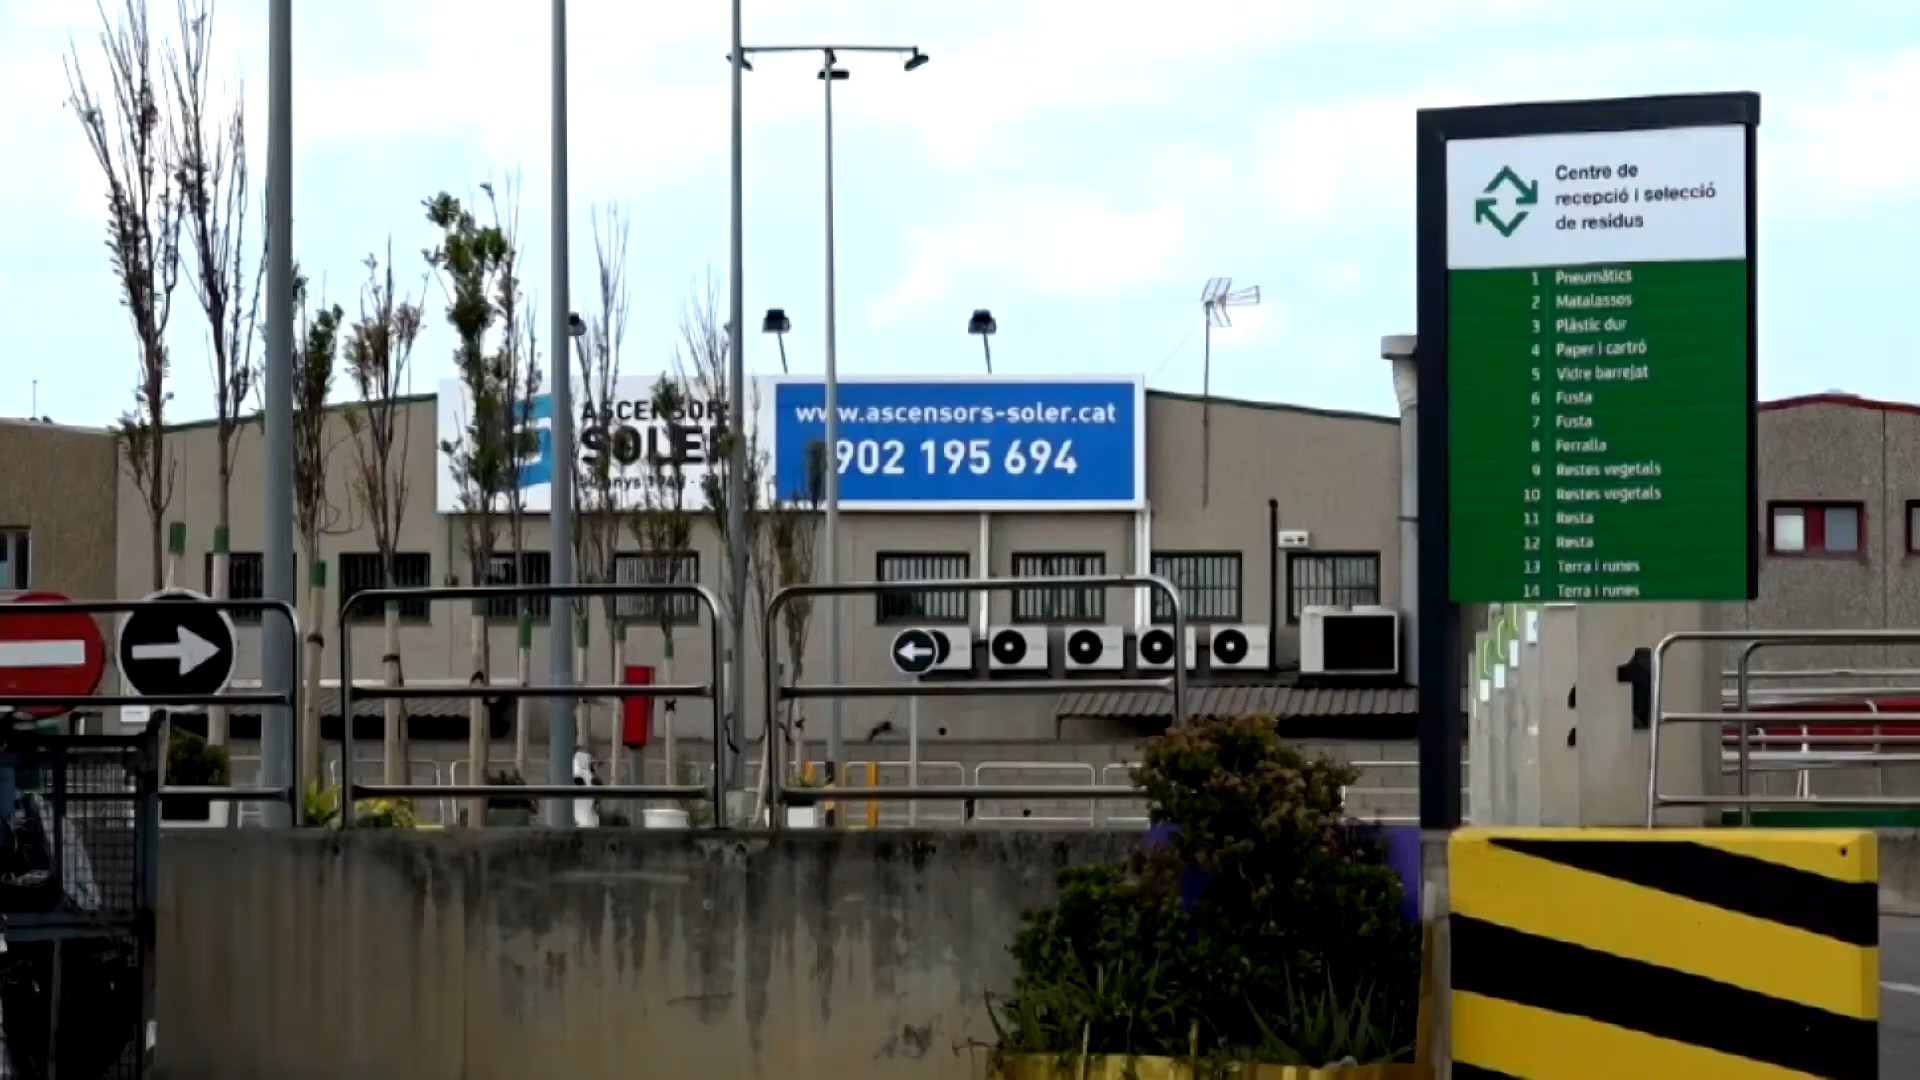 ASCENSORS
SOLER
www.ascensors-soler.cat
902 195 694
Centre de
recepció i selecció
de residus
1 Pneumàtics
2 Matalassos
3 Plàstic dur
4 Paper i cartró
5 Vidre barrejat
6 Fusta
7 Fusta
8 Ferralla
9 Restes vegetals
10 Restes vegetals
11 Resta
12 Resta
13 Terra i runes
14 Terra i runes
1